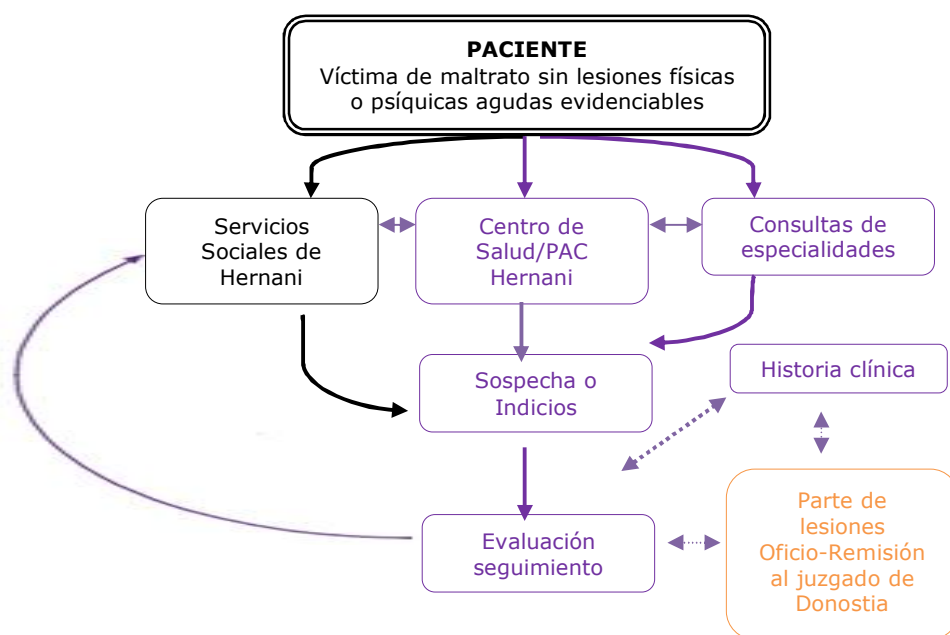 PACIENTE
Víctima de maltrato sin lesiones físicas
o psíquicas agudas evidenciables
Servicios
Sociales de
Hernani
Centro de
Salud/PAC
Hernani
Consultas de
especialidades
Sospecha o
Indicios
Historia clínica
Evaluación
seguimiento
Parte de
lesiones
Oficio-Remisión
al juzgado de
Donostia